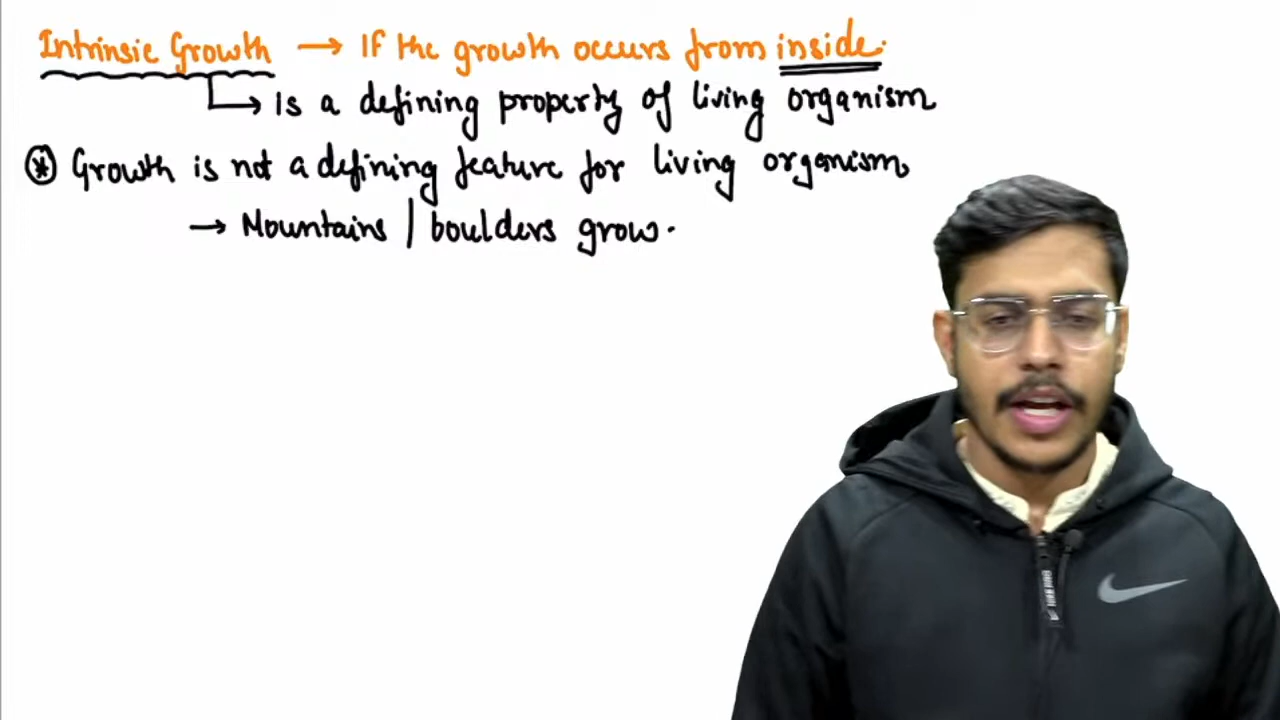 Intrinsic Growth → If the growth occurs from inside.
↳ Is a defining property of living organism
⊛ Growth is not a defining feature for living organism
→ Mountains / boulders grow.